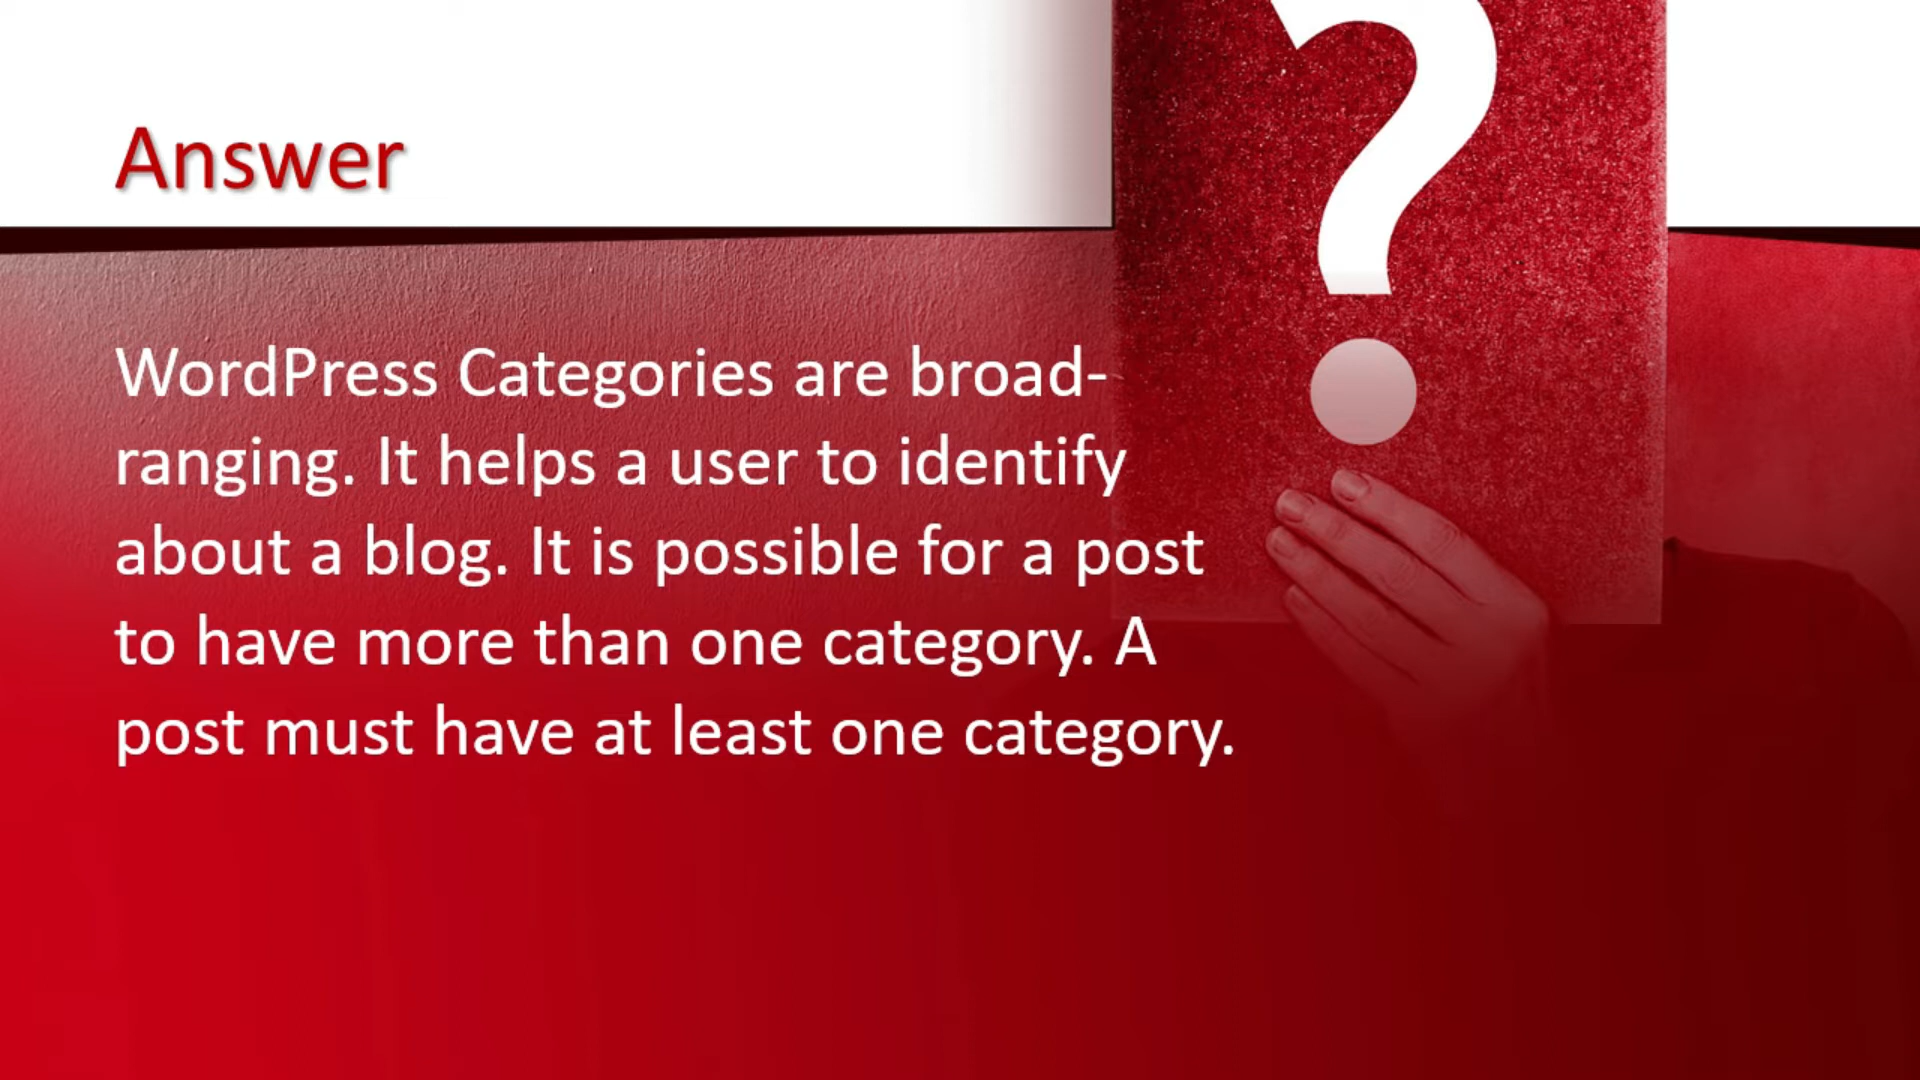 Answer
WordPress Categories are broad-
ranging. It helps a user to identify
about a blog. It is possible for a post
to have more than one category. A
post must have at least one category.
?